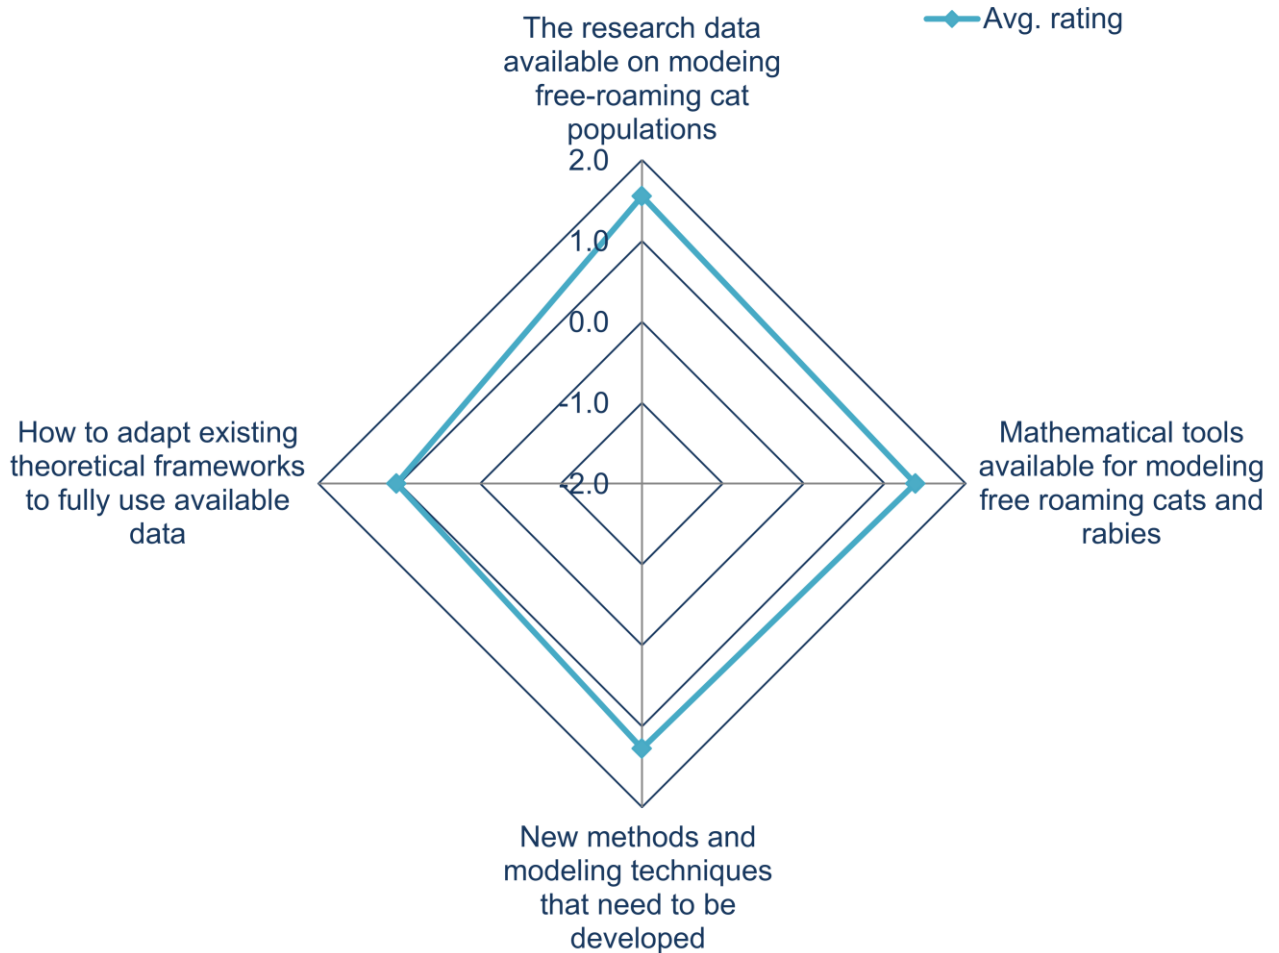 The research data
available on modeing
free-roaming cat
populations
Avg. rating
2.0
1.0
0.0
-1.0
-2.0
How to adapt existing
theoretical frameworks
to fully use available
data
Mathematical tools
available for modeling
free roaming cats and
rabies
New methods and
modeling techniques
that need to be
developed